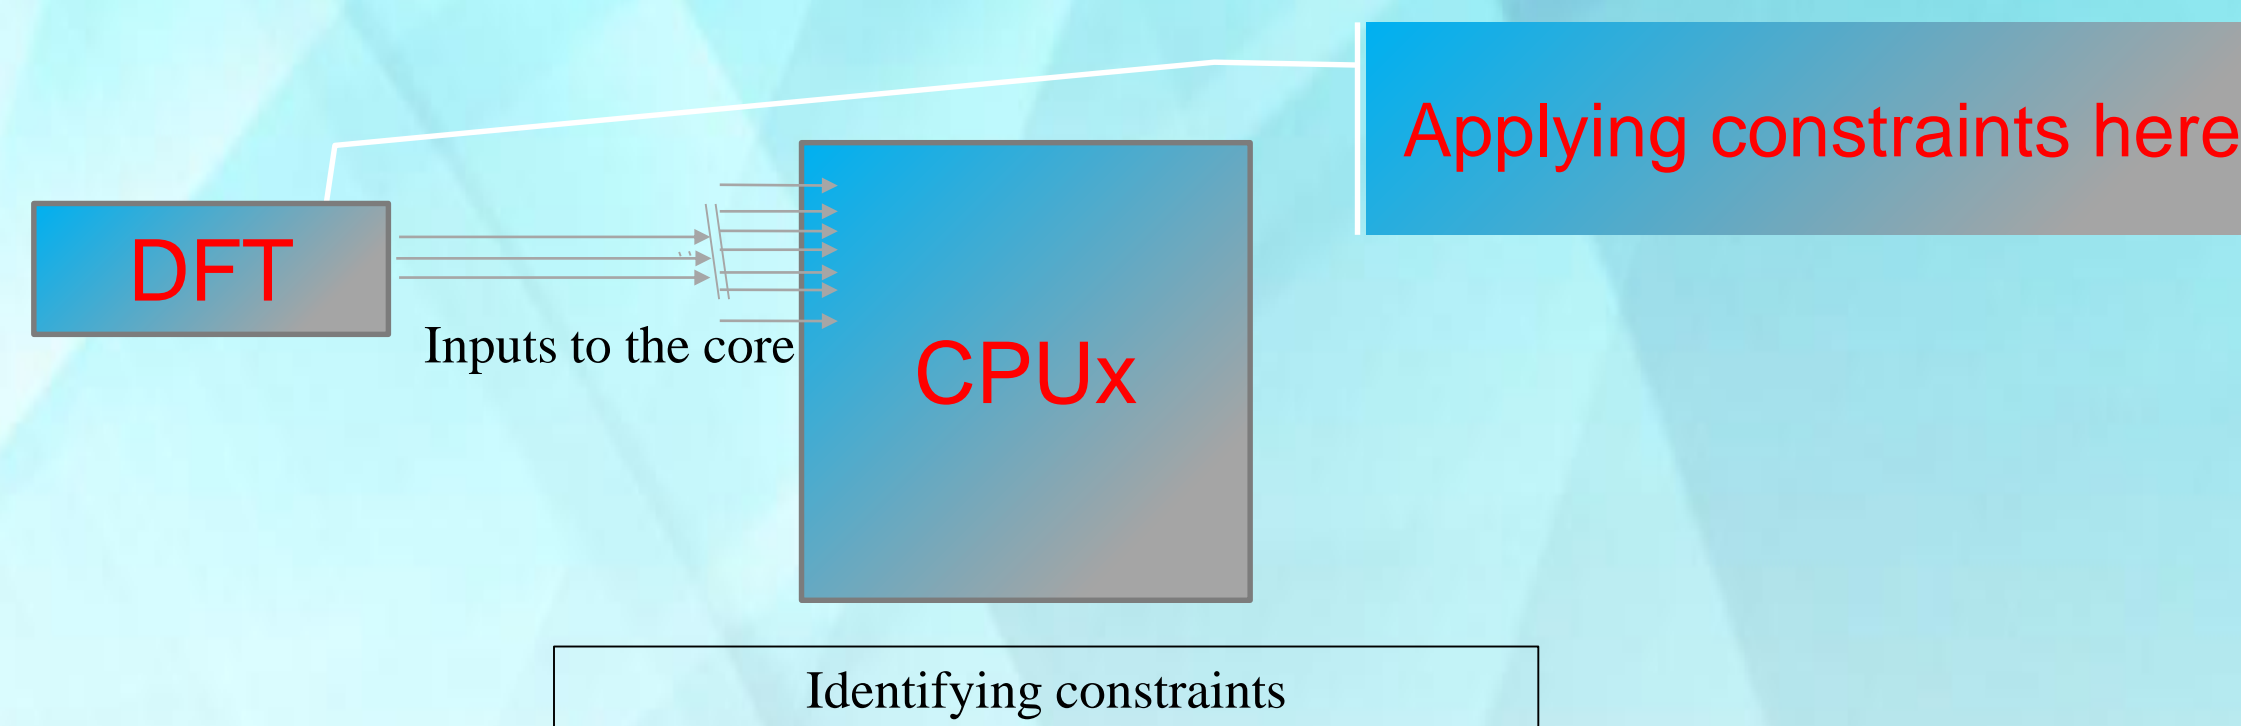 Applying constraints here
DFT
Inputs to the core
CPUx
Identifying constraints